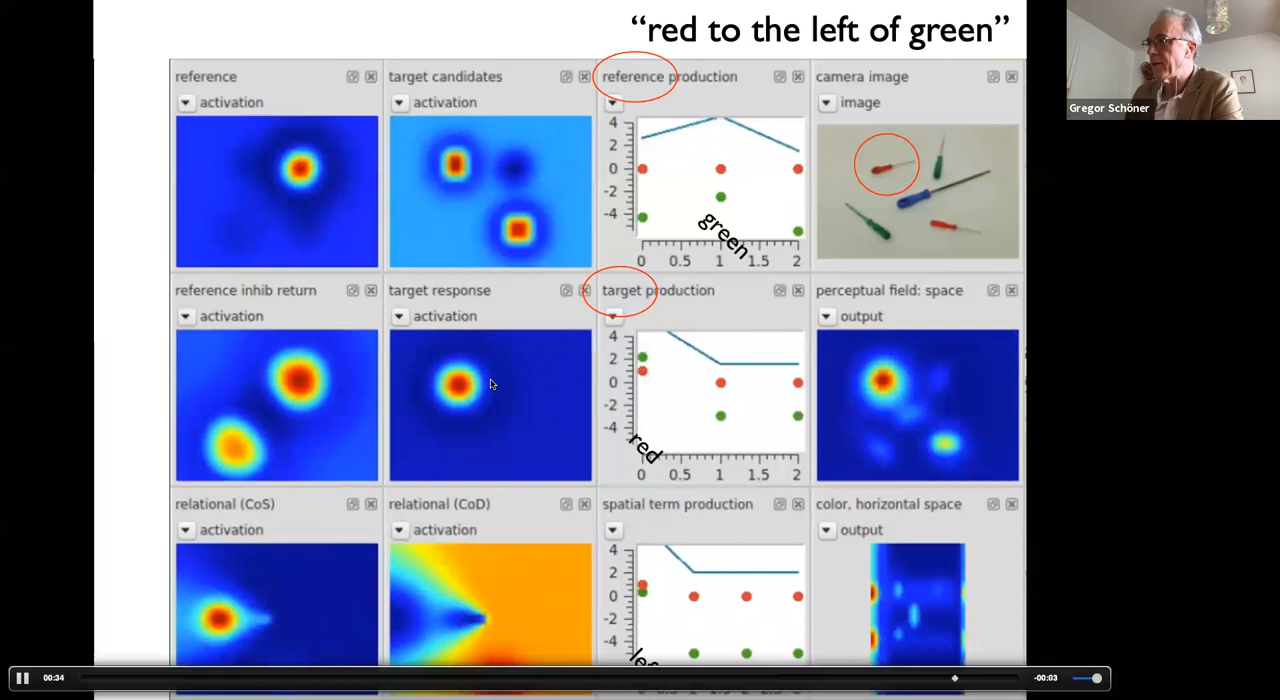 “red to the left of green”
Gregor Schöner
reference
target candidates
reference production
camera image
activation
activation
image
4
2
0
-2
-4
green
0 0.5 1 1.5 2
reference inhib return
target response
target production
perceptual field: space
activation
activation
output
4
2
0
-2
-4
red
0 0.5 1 1.5 2
relational (CoS)
relational (CoD)
spatial term production
color, horizontal space
activation
activation
output
4
2
0
-2
-4
00:34
-00:03